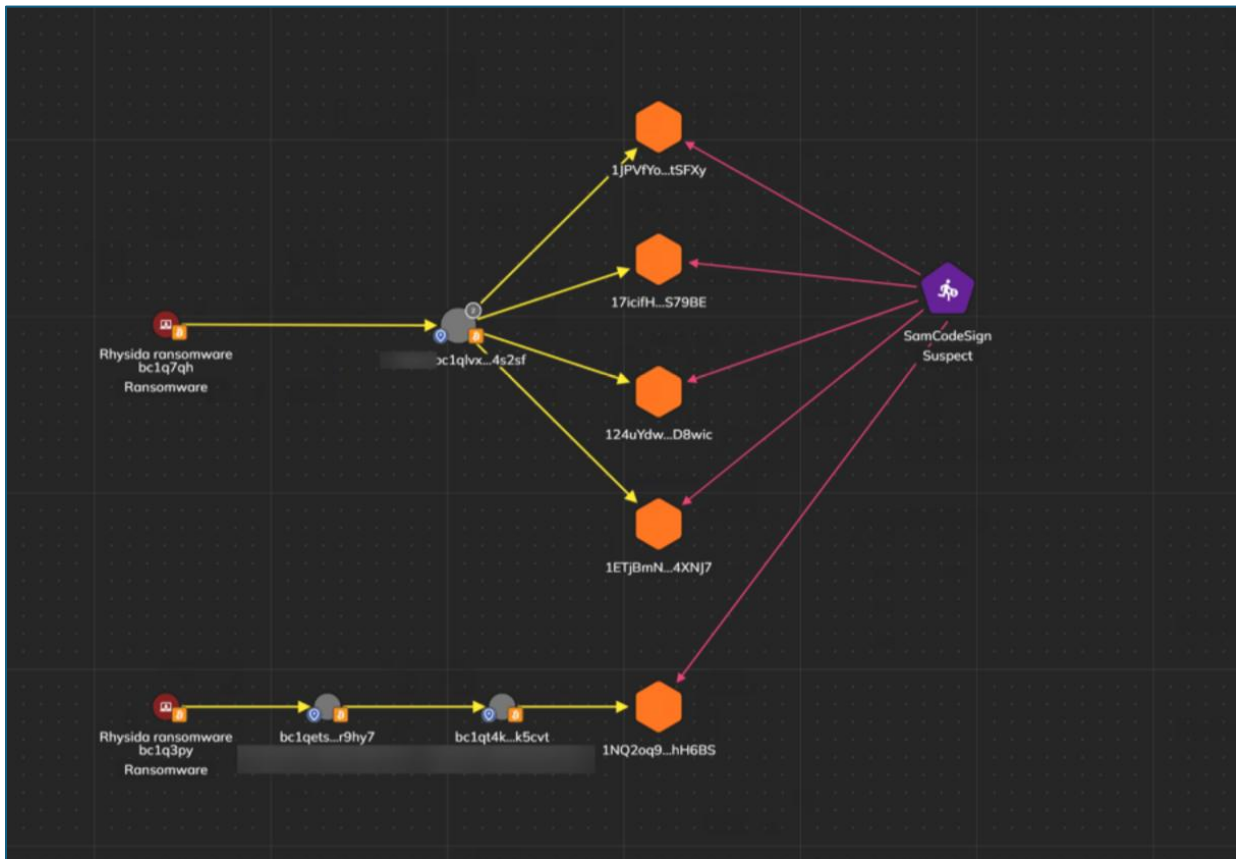 1JPVfYo...tSFXy
17icifH...S79BE
SamCodeSign
Suspect
Rhysida ransomware
bc1q7qh
Ransomware
bc1qlvx...4s2sf
124uYdw...D8wic
1ETjBmN...4XNJ7
Rhysida ransomware
bc1q3py
Ransomware
bc1qets...r9hy7
bc1qt4k...k5cvt
1NQ2oq9...hH6BS